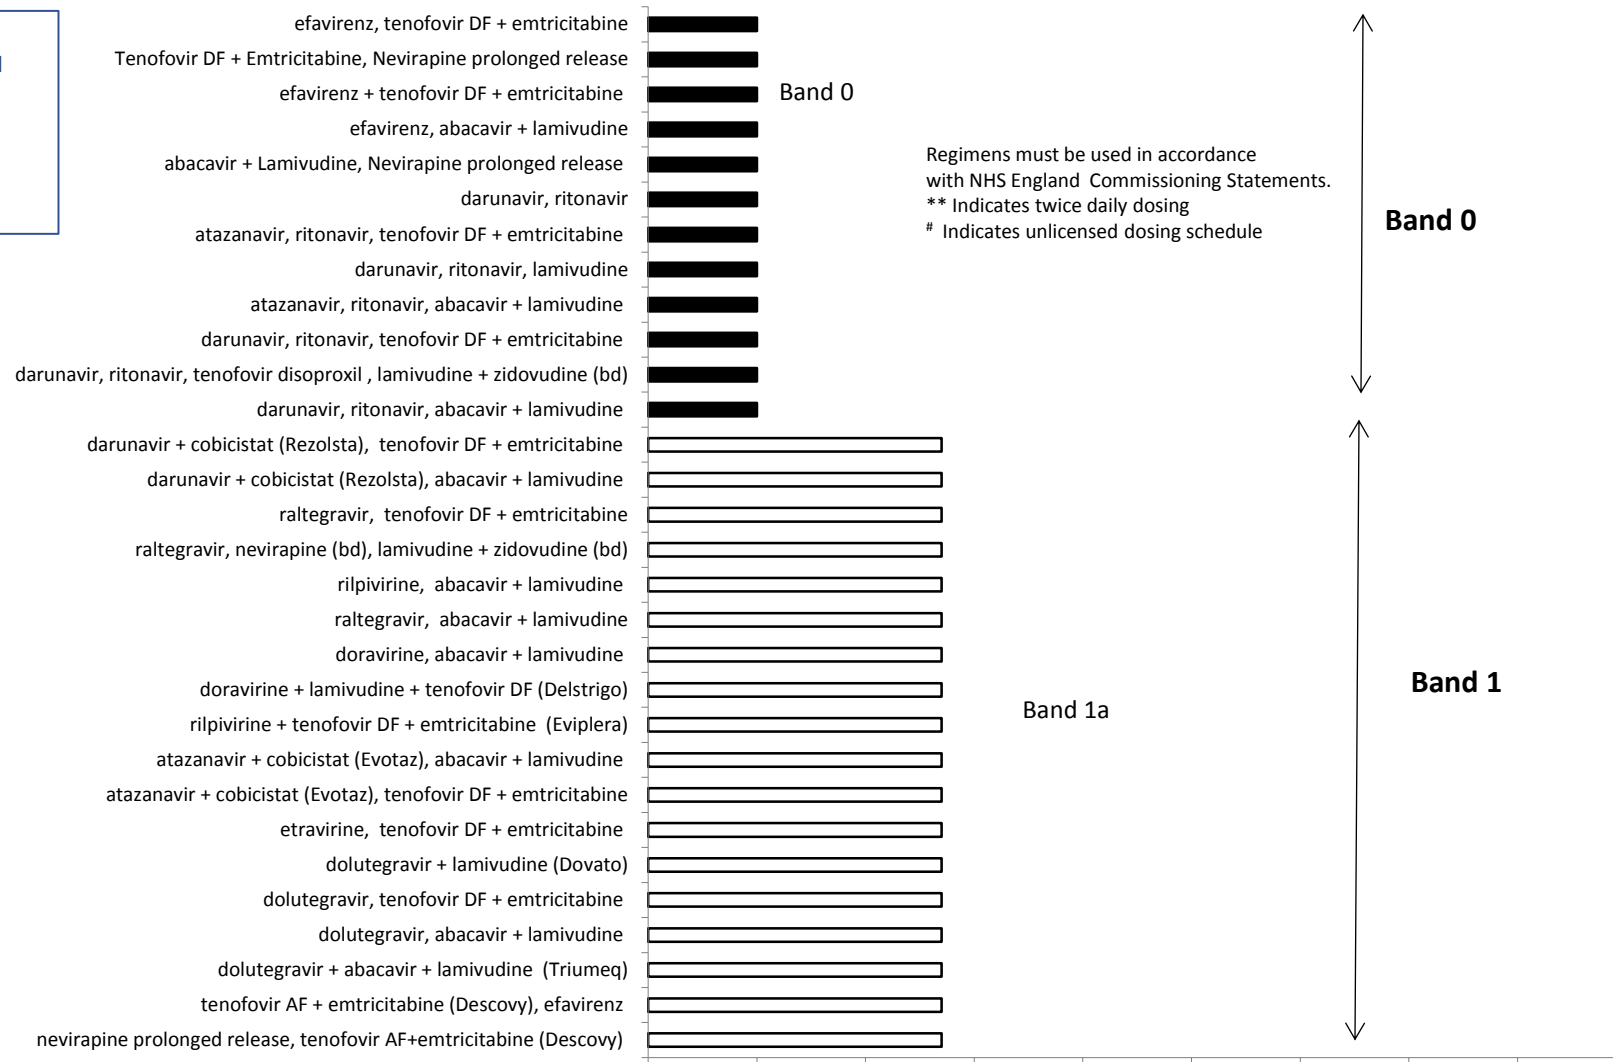 efavirenz, tenofovir DF + emtricitabine
Tenofovir DF + Emtricitabine, Nevirapine prolonged release
efavirenz + tenofovir DF + emtricitabine
Band 0
efavirenz, abacavir + lamivudine
abacavir + Lamivudine, Nevirapine prolonged release
darunavir, ritonavir
atazanavir, ritonavir, tenofovir DF + emtricitabine
darunavir, ritonavir, lamivudine
atazanavir, ritonavir, abacavir + lamivudine
darunavir, ritonavir, tenofovir DF + emtricitabine
darunavir, ritonavir, tenofovir disoproxil , lamivudine + zidovudine (bd)
darunavir, ritonavir, abacavir + lamivudine
Regimens must be used in accordance
with NHS England Commissioning Statements.
** Indicates twice daily dosing
# Indicates unlicensed dosing schedule
Band 0
darunavir + cobicistat (Rezolsta), tenofovir DF + emtricitabine
darunavir + cobicistat (Rezolsta), abacavir + lamivudine
raltegravir, tenofovir DF + emtricitabine
raltegravir, nevirapine (bd), lamivudine + zidovudine (bd)
rilpivirine, abacavir + lamivudine
raltegravir, abacavir + lamivudine
doravirine, abacavir + lamivudine
doravirine + lamivudine + tenofovir DF (Delstrigo)
rilpivirine + tenofovir DF + emtricitabine (Eviplera)
atazanavir + cobicistat (Evotaz), abacavir + lamivudine
atazanavir + cobicistat (Evotaz), tenofovir DF + emtricitabine
etravirine, tenofovir DF + emtricitabine
dolutegravir + lamivudine (Dovato)
dolutegravir, tenofovir DF + emtricitabine
dolutegravir, abacavir + lamivudine
dolutegravir + abacavir + lamivudine (Triumeq)
tenofovir AF + emtricitabine (Descovy), efavirenz
nevirapine prolonged release, tenofovir AF+emtricitabine (Descovy)
Band 1a
Band 1